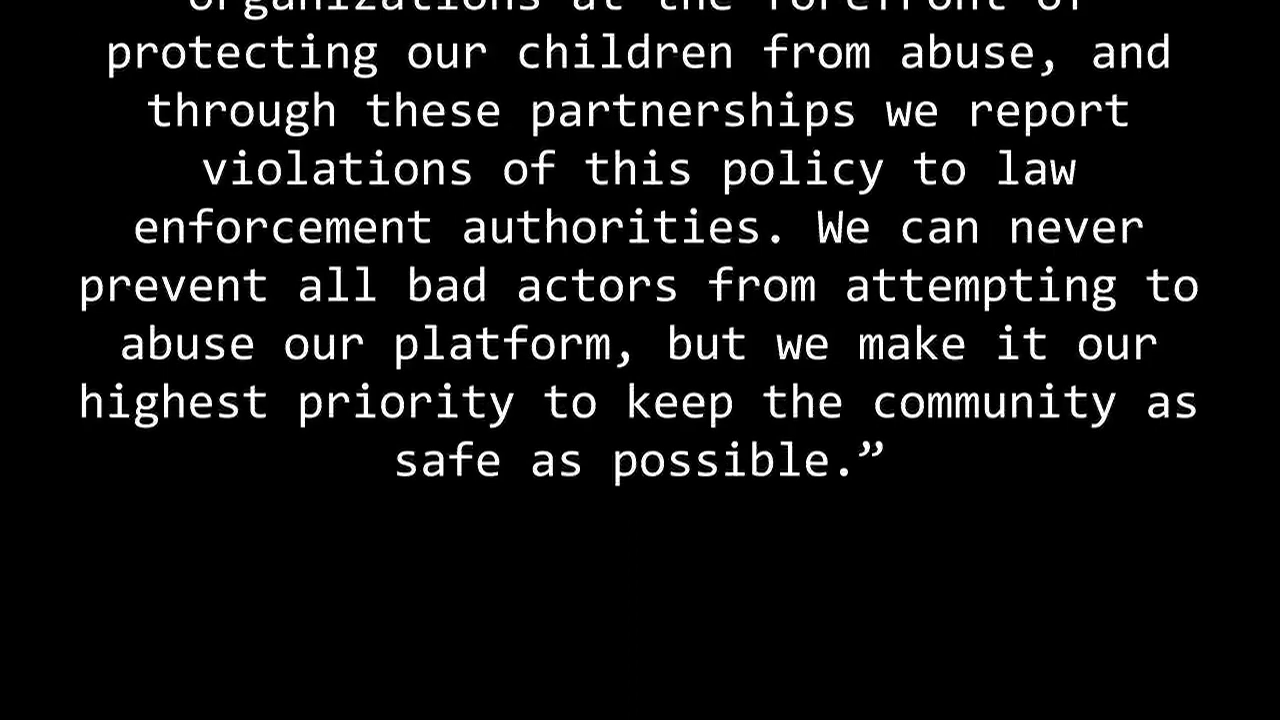 organizations at the forefront of
protecting our children from abuse, and
through these partnerships we report
violations of this policy to law
enforcement authorities. We can never
prevent all bad actors from attempting to
abuse our platform, but we make it our
highest priority to keep the community as
safe as possible.”